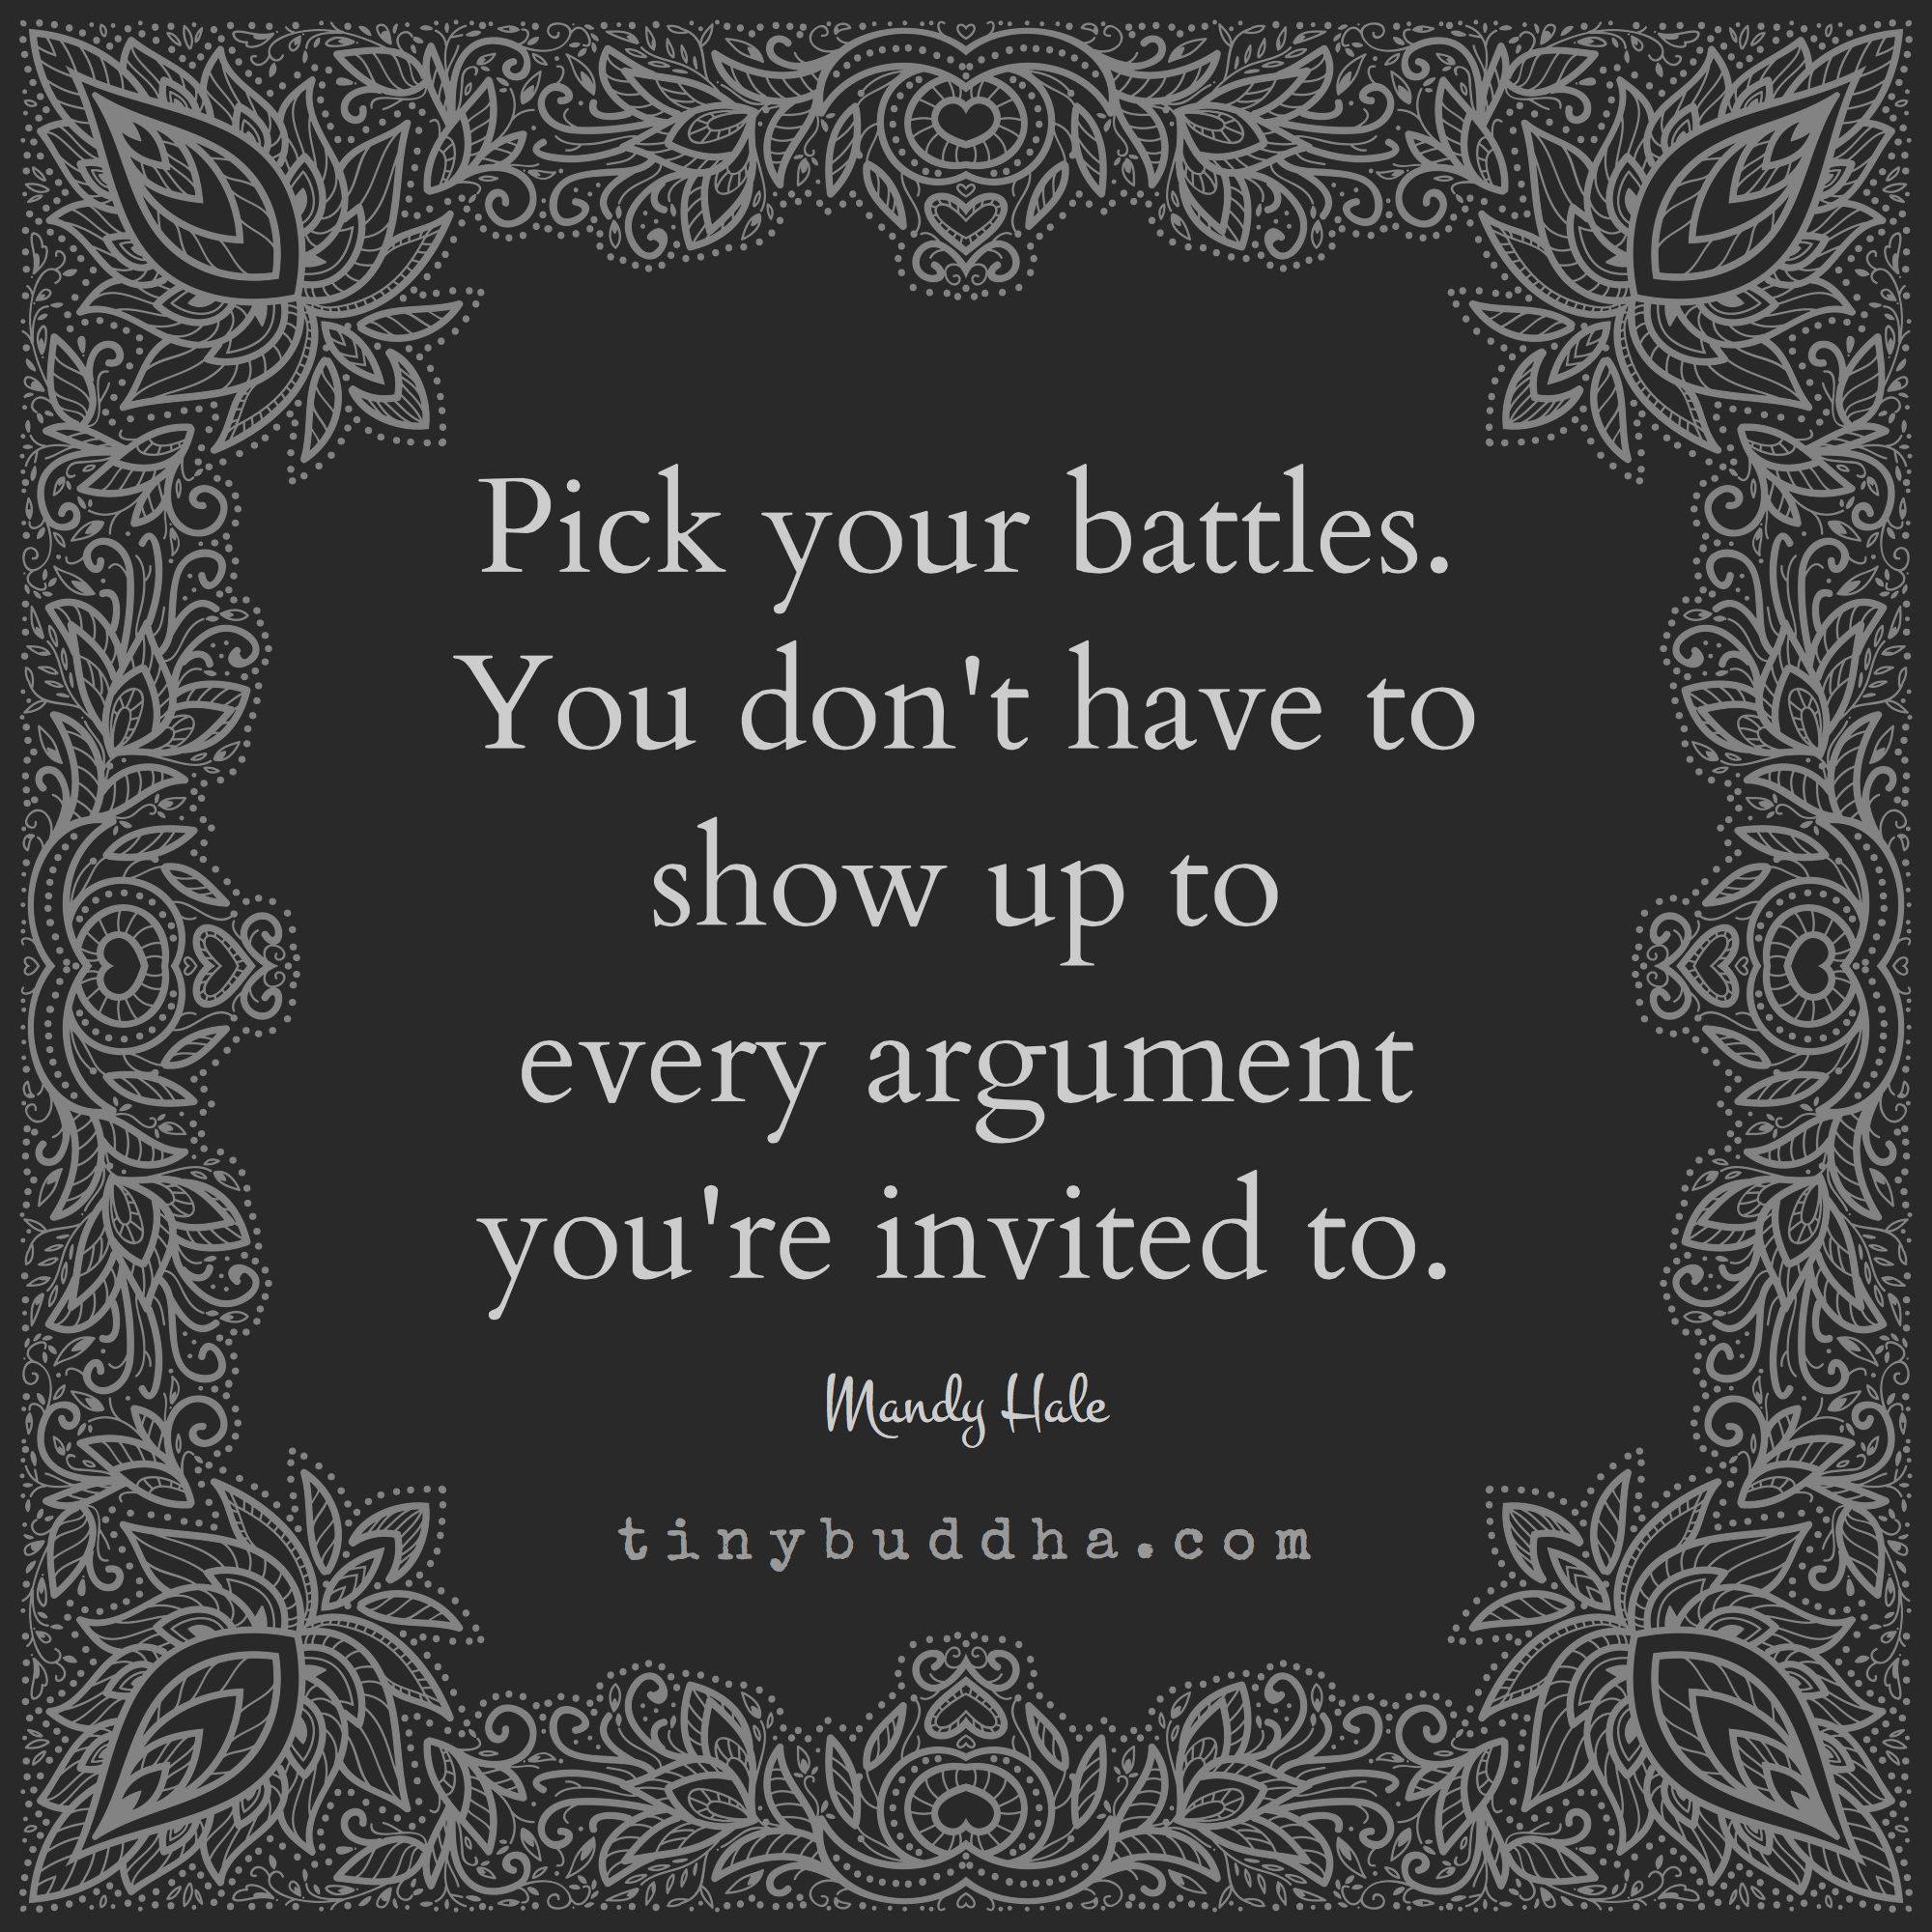 Pick your battles.
You don't have to
show up to
every argument
you're invited to.
Mandy Hale
tinybuddha.com